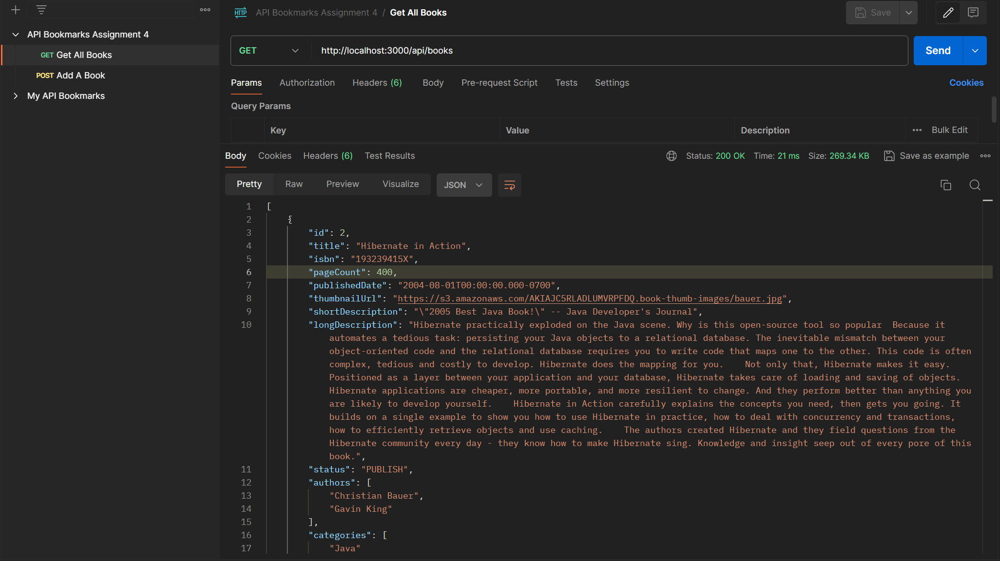 API Bookmarks Assignment 4
GET Get All Books
POST Add A Book
My API Bookmarks
HTTP API Bookmarks Assignment 4 / Get All Books
Save
GET http://localhost:3000/api/books
Send
Params Authorization Headers (6) Body Pre-request Script Tests Settings
Cookies
Query Params
Key Value Description Bulk Edit
Body Cookies Headers (6) Test Results
Status: 200 OK Time: 21 ms Size: 269.34 KB Save as example
Pretty Raw Preview Visualize JSON
1 [
2 {
3 "id": 2,
4 "title": "Hibernate in Action",
5 "isbn": "193239415X",
6 "pageCount": 400,
7 "publishedDate": "2004-08-01T00:00:00.000-0700",
8 "thumbnailUrl": "https://s3.amazonaws.com/AKIAJC5RLADLUMVRPFDQ.book-thumb-images/bauer.jpg",
9 "shortDescription": "\"2005 Best Java Book!\" -- Java Developer's Journal",
10 "longDescription": "Hibernate practically exploded on the Java scene. Why is this open-source tool so popular  Because it
automates a tedious task: persisting your Java objects to a relational database. The inevitable mismatch between your
object-oriented code and the relational database requires you to write code that maps one to the other. This code is often
complex, tedious and costly to develop. Hibernate does the mapping for you.    Not only that, Hibernate makes it easy.
Positioned as a layer between your application and your database, Hibernate takes care of loading and saving of objects.
Hibernate applications are cheaper, more portable, and more resilient to change. And they perform better than anything you
are likely to develop yourself.    Hibernate in Action carefully explains the concepts you need, then gets you going. It
builds on a single example to show you how to use Hibernate in practice, how to deal with concurrency and transactions,
how to efficiently retrieve objects and use caching.    The authors created Hibernate and they field questions from the
Hibernate community every day - they know how to make Hibernate sing. Knowledge and insight seep out of every pore of this
book.",
11 "status": "PUBLISH",
12 "authors": [
13 "Christian Bauer",
14 "Gavin King"
15 ],
16 "categories": [
17 "Java"